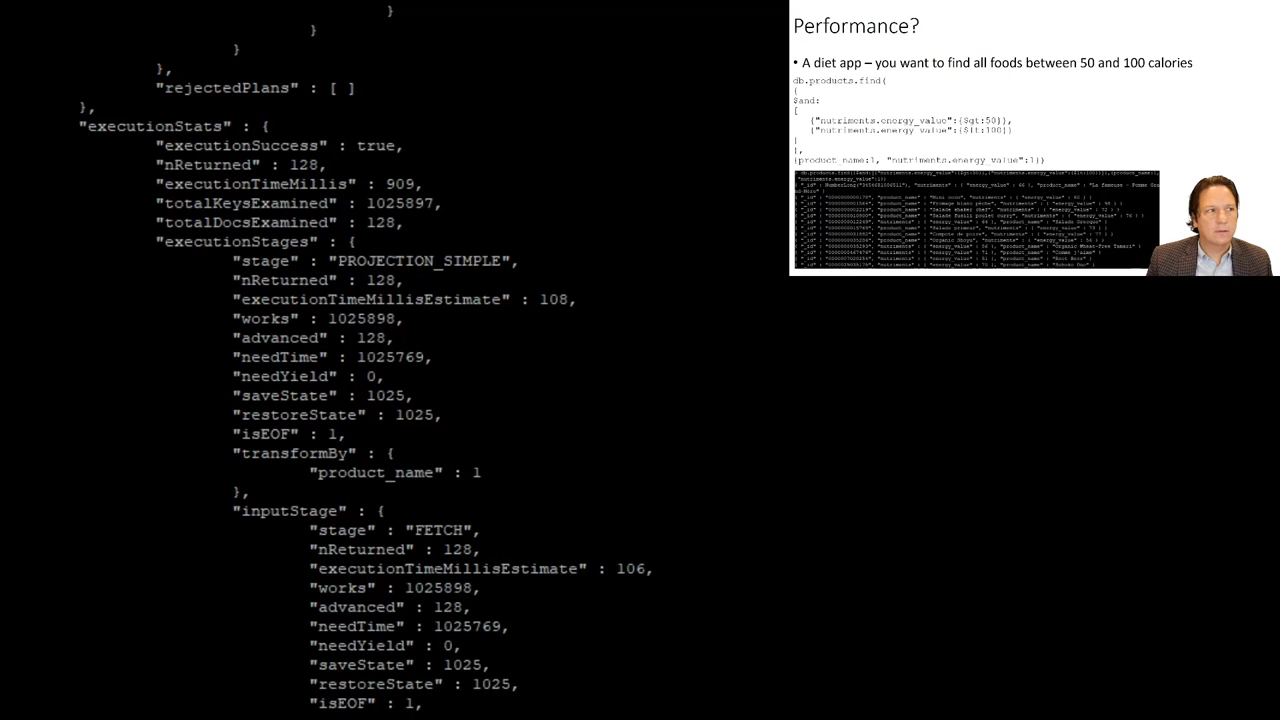 }
}
}
},
"rejectedPlans" : [ ]
},
"executionStats" : {
"executionSuccess" : true,
"nReturned" : 128,
"executionTimeMillis" : 909,
"totalKeysExamined" : 1025897,
"totalDocsExamined" : 128,
"executionStages" : {
"stage" : "PROJECTION_SIMPLE",
"nReturned" : 128,
"executionTimeMillisEstimate" : 108,
"works" : 1025898,
"advanced" : 128,
"needTime" : 1025769,
"needYield" : 0,
"saveState" : 1025,
"restoreState" : 1025,
"isEOF" : 1,
"transformBy" : {
"product_name" : 1
},
"inputStage" : {
"stage" : "FETCH",
"nReturned" : 128,
"executionTimeMillisEstimate" : 106,
"works" : 1025898,
"advanced" : 128,
"needTime" : 1025769,
"needYield" : 0,
"saveState" : 1025,
"restoreState" : 1025,
"isEOF" : 1,
Performance?
• A diet app – you want to find all foods between 50 and 100 calories
db.products.find(
{
$and:
[
{"nutriments.energy_value":{$gt:50}},
{"nutriments.energy_value":{$lt:100}}
]
},
{product_name:1, "nutriments.energy_value":1})